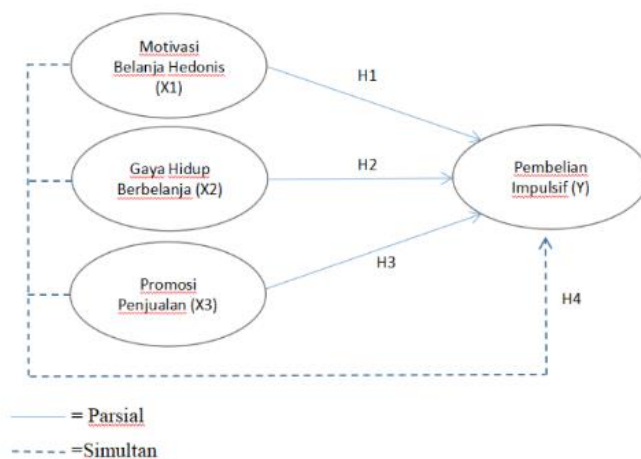 Motivasi
Belanja Hedonis
(X1)
H1
Gaya Hidup
Berbelanja (X2)
H2
Pembelian
Impulsif (Y)
Promosi
Penjualan (X3)
H3
H4
= Parsial
=Simultan